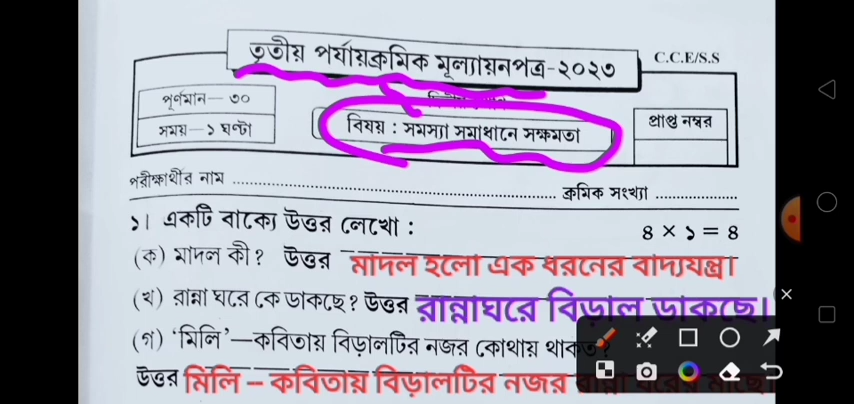 তৃতীয় পর্যায়ক্রমিক মূল্যায়নপত্র-২০২৩
C.C.E/S.S
পূর্ণমান— ৩০
সময়— ১ ঘণ্টা
বিষয় : সমস্যা সমাধানে সক্ষমতা
প্রাপ্ত নম্বর
পরীক্ষার্থীর নাম ............ ক্রমিক সংখ্যা ............
১। একটি বাক্যে উত্তর লেখো : ৪ × ১ = ৪
(ক) মাদল কী? উত্তর মাদল হলো এক ধরনের বাদ্যযন্ত্র।
(খ) রান্না ঘরে কে ডাকছে? উত্তর রান্নাঘরে বিড়াল ডাকছে।
(গ) ‘মিলি’—কবিতায় বিড়ালটির নজর কোথায় থাকত?
উত্তর মিলি – কবিতায় বিড়ালটির নজর রান্না ঘরের মাছে